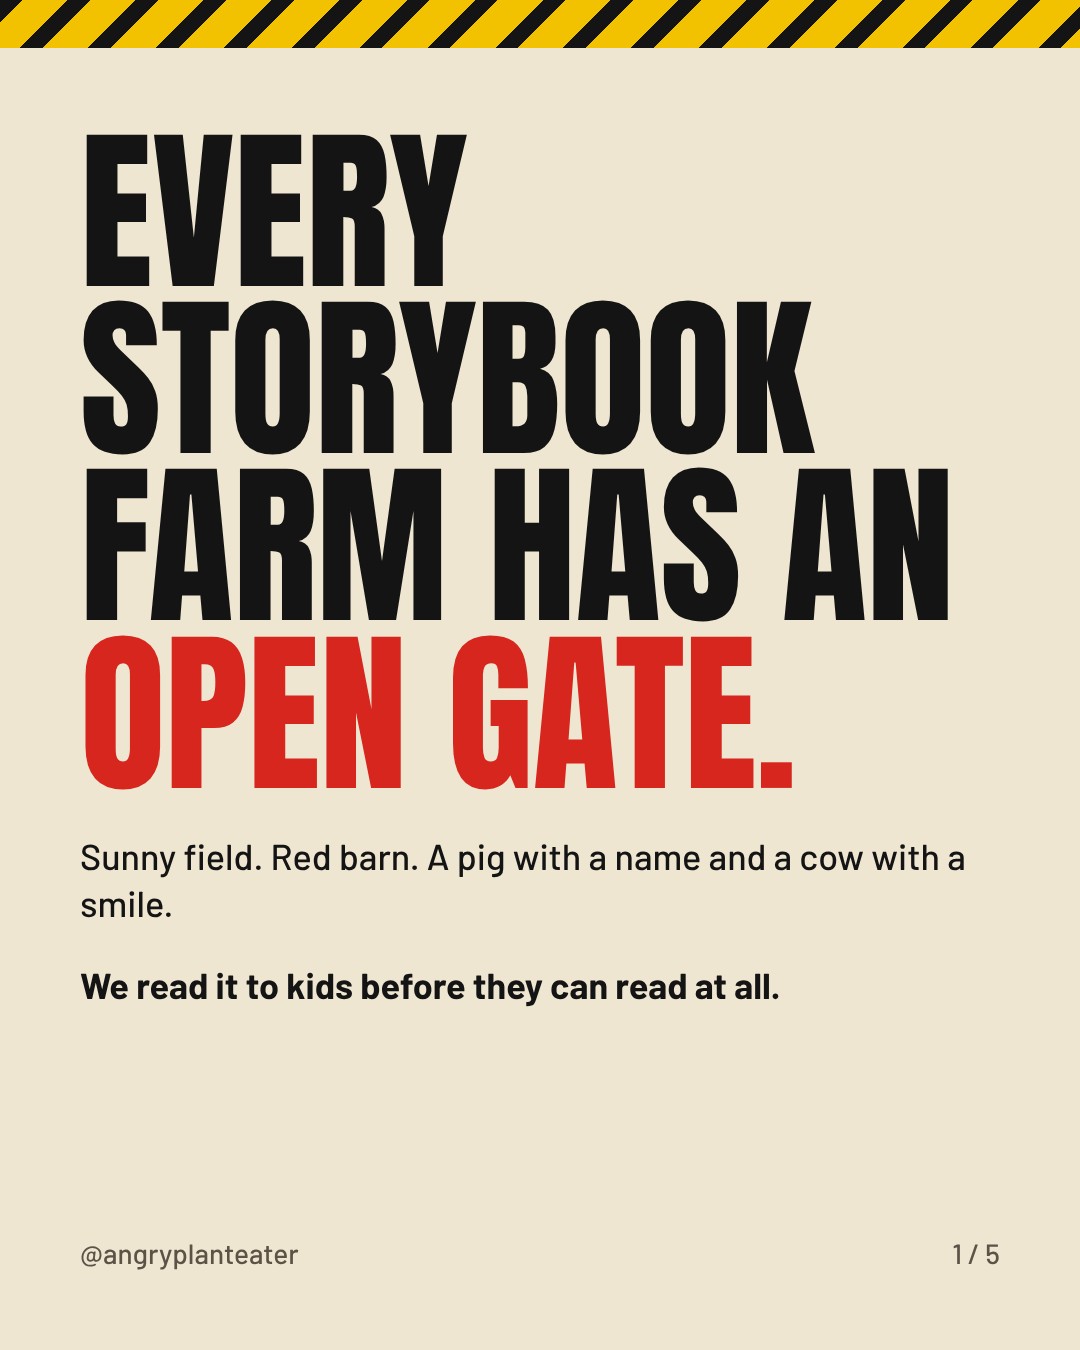 EVERY
STORYBOOK
FARM HAS AN
OPEN GATE.
Sunny field. Red barn. A pig with a name and a cow with a
smile.
We read it to kids before they can read at all.
@angryplanteater
1 / 5